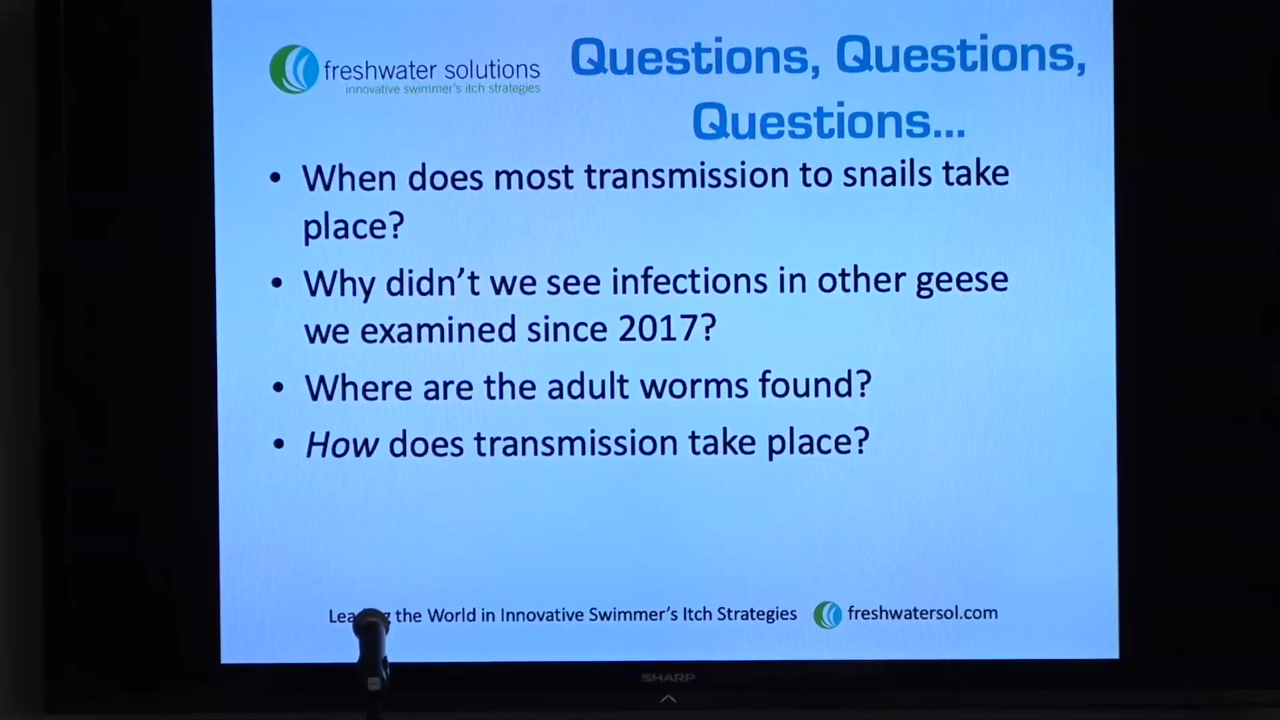 freshwater solutions
innovative swimmer's itch strategies
Questions, Questions,
Questions...
• When does most transmission to snails take
place?
• Why didn't we see infections in other geese
we examined since 2017?
• Where are the adult worms found?
• How does transmission take place?
the World in Innovative Swimmer's Itch Strategies
freshwatersol.com
SHARP